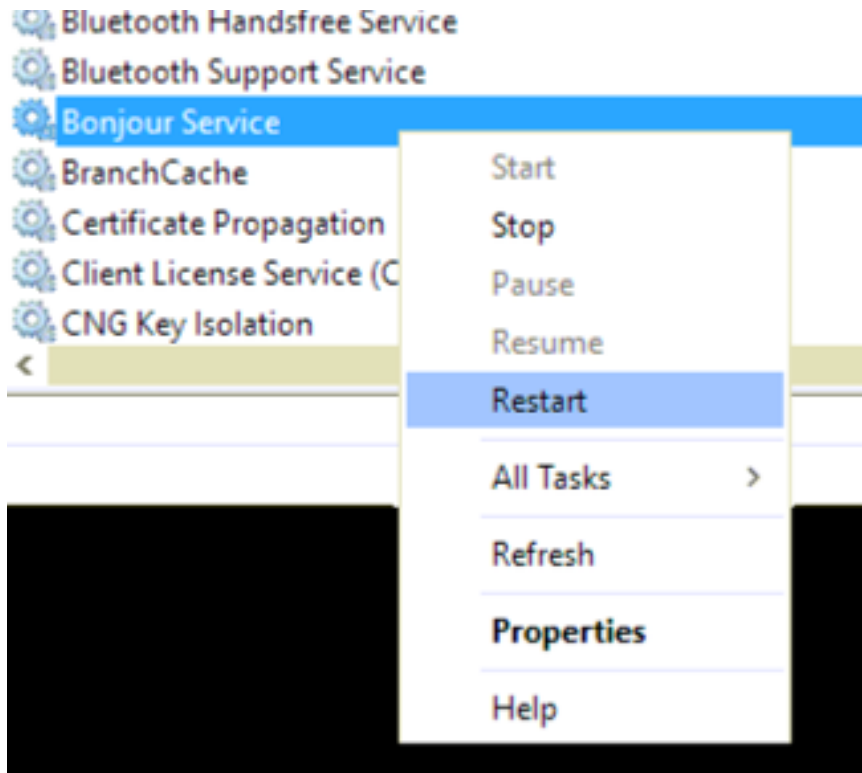 Bluetooth Handsfree Service
Bluetooth Support Service
Bonjour Service
BranchCache
Certificate Propagation
Client License Service (C
CNG Key Isolation
Start
Stop
Pause
Resume
Restart
All Tasks
Refresh
Properties
Help